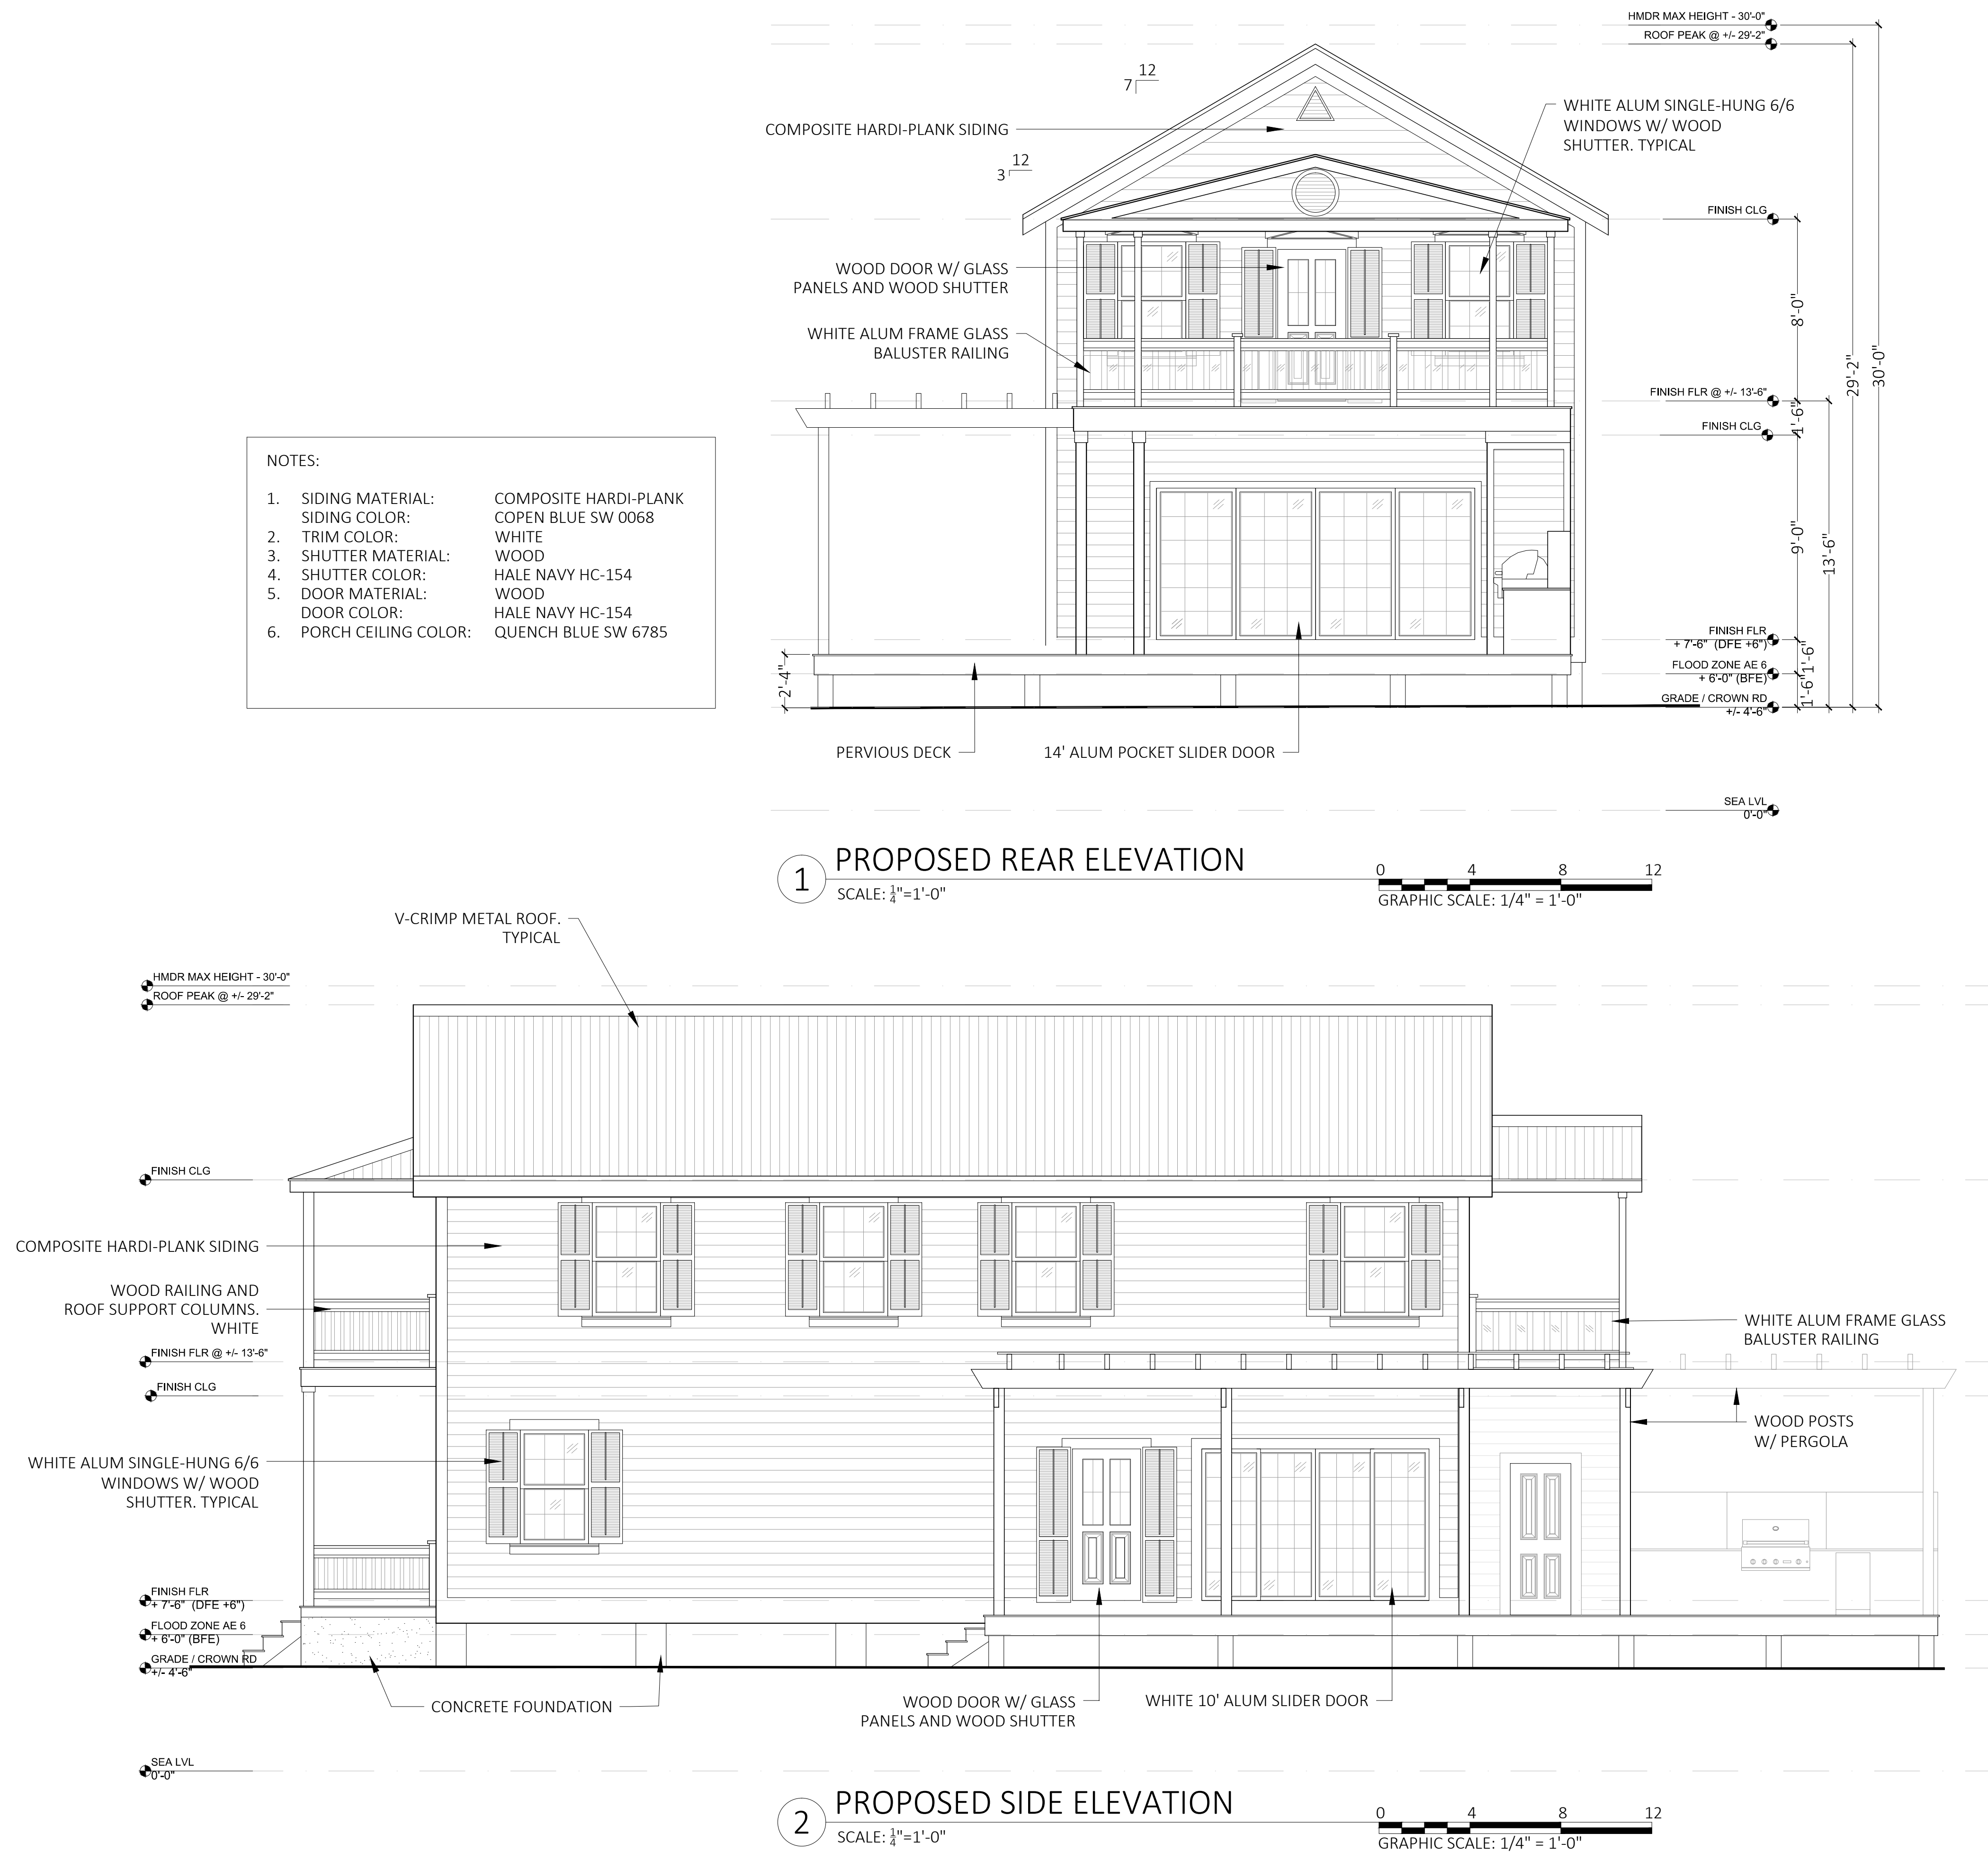 HMDR MAX HEIGHT - 30'-0"
ROOF PEAK @ +/- 29'-2"
12
7
COMPOSITE HARDI-PLANK SIDING
WHITE ALUM SINGLE-HUNG 6/6
WINDOWS W/ WOOD
SHUTTER. TYPICAL
12
3
FINISH CLG
WOOD DOOR W/ GLASS
PANELS AND WOOD SHUTTER
WHITE ALUM FRAME GLASS
BALUSTER RAILING
8'-0"
29'-2"
30'-0"
FINISH FLR @ +/- 13'-6"
1'-6"
FINISH CLG
9'-0"
13'-6"
FINISH FLR
+ 7'-6" (DFE +6")
1'-6"
FLOOD ZONE AE 6
+ 6'-0" (BFE)
1'-6"
GRADE / CROWN RD
+/- 4'-6"
2'-4"
PERVIOUS DECK
14' ALUM POCKET SLIDER DOOR
SEA LVL
0'-0"
NOTES:
1. SIDING MATERIAL: COMPOSITE HARDI-PLANK
SIDING COLOR: COPEN BLUE SW 0068
2. TRIM COLOR: WHITE
3. SHUTTER MATERIAL: WOOD
4. SHUTTER COLOR: HALE NAVY HC-154
5. DOOR MATERIAL: WOOD
DOOR COLOR: HALE NAVY HC-154
6. PORCH CEILING COLOR: QUENCH BLUE SW 6785
1 PROPOSED REAR ELEVATION
SCALE: 1/4"=1'-0"
0 4 8 12
GRAPHIC SCALE: 1/4" = 1'-0"
V-CRIMP METAL ROOF.
TYPICAL
HMDR MAX HEIGHT - 30'-0"
ROOF PEAK @ +/- 29'-2"
FINISH CLG
COMPOSITE HARDI-PLANK SIDING
WOOD RAILING AND
ROOF SUPPORT COLUMNS.
WHITE
WHITE ALUM FRAME GLASS
BALUSTER RAILING
FINISH FLR @ +/- 13'-6"
FINISH CLG
WOOD POSTS
W/ PERGOLA
WHITE ALUM SINGLE-HUNG 6/6
WINDOWS W/ WOOD
SHUTTER. TYPICAL
FINISH FLR
+ 7'-6" (DFE +6")
FLOOD ZONE AE 6
+ 6'-0" (BFE)
GRADE / CROWN RD
+/- 4'-6"
CONCRETE FOUNDATION
WOOD DOOR W/ GLASS
PANELS AND WOOD SHUTTER
WHITE 10' ALUM SLIDER DOOR
SEA LVL
0'-0"
2 PROPOSED SIDE ELEVATION
SCALE: 1/4"=1'-0"
0 4 8 12
GRAPHIC SCALE: 1/4" = 1'-0"